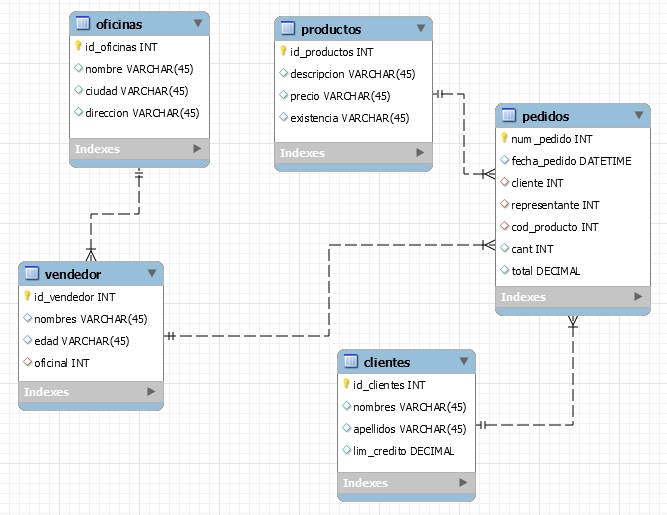 oficinas
id_oficinas INT
nombre VARCHAR(45)
ciudad VARCHAR(45)
direccion VARCHAR(45)
Indexes
productos
id_productos INT
descripcion VARCHAR(45)
precio VARCHAR(45)
existencia VARCHAR(45)
Indexes
pedidos
num_pedido INT
fecha_pedido DATETIME
cliente INT
representante INT
cod_producto INT
cant INT
total DECIMAL
Indexes
vendedor
id_vendedor INT
nombres VARCHAR(45)
edad VARCHAR(45)
oficinal INT
Indexes
clientes
id_clientes INT
nombres VARCHAR(45)
apellidos VARCHAR(45)
lim_credito DECIMAL
Indexes